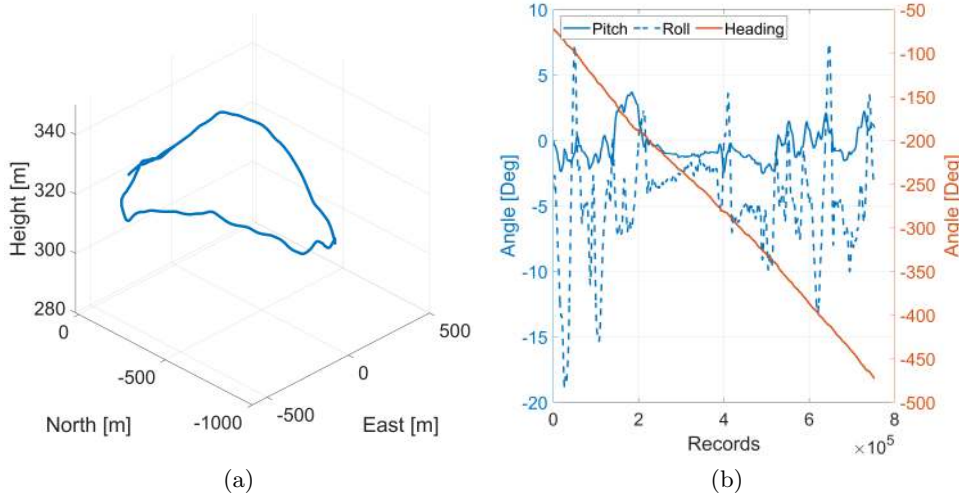 340
320
300
280
Height [m]
0
-500
-1000
North [m]
-500
0
500
East [m]
(a)
Pitch Roll Heading
10
5
0
-5
-10
-15
-20
Angle [Deg]
-50
-100
-150
-200
-250
-300
-350
-400
-450
-500
Angle [Deg]
0 2 4 6 8
Records
×10⁵
(b)